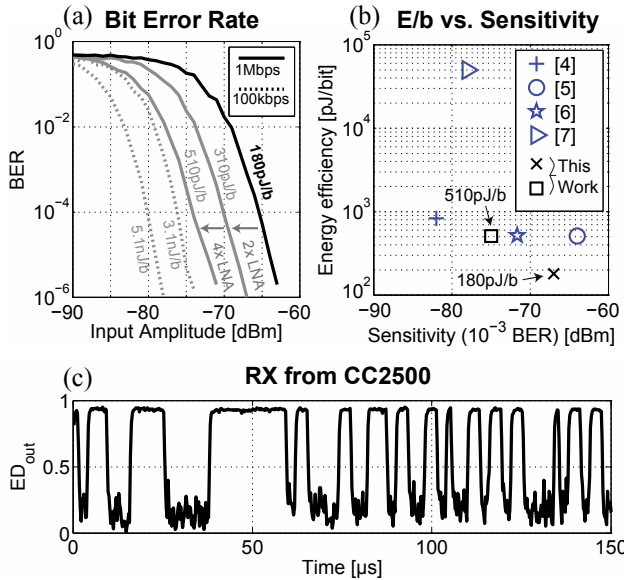 (a) Bit Error Rate
10^0
10^-2
10^-4
10^-6
BER
1Mbps
100kbps
5.1nJ/b
3.1nJ/b
510pJ/b
310pJ/b
180pJ/b
4x LNA
2x LNA
−90 −80 −70 −60
Input Amplitude [dBm]
(b) E/b vs. Sensitivity
10^5
10^4
10^3
10^2
Energy efficiency [pJ/bit]
[4]
[5]
[6]
[7]
This
Work
510pJ/b
180pJ/b
−90 −80 −70 −60
Sensitivity (10^-3 BER) [dBm]
(c) RX from CC2500
1
0.5
0
ED_out
0 50 100 150
Time [µs]